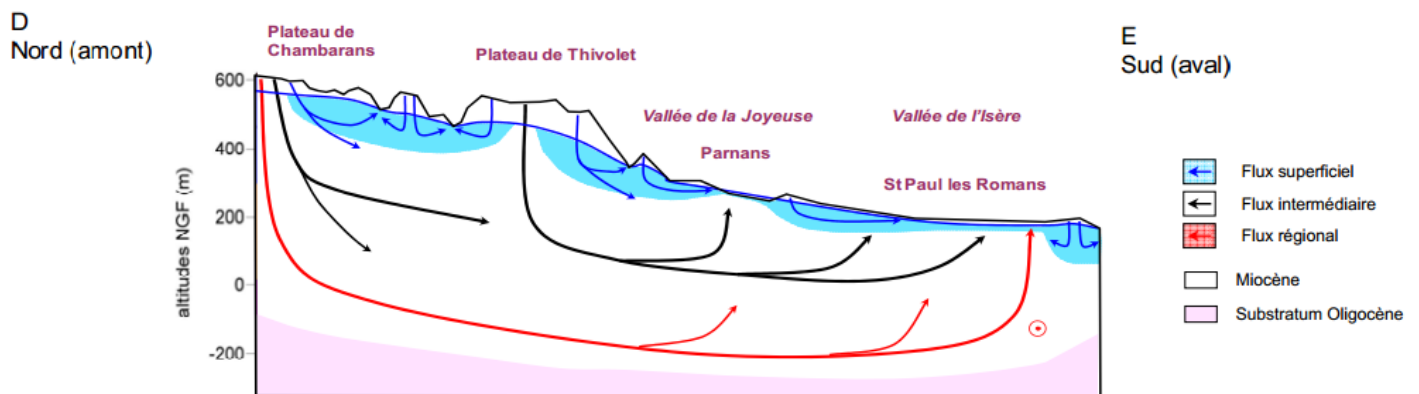 D
Nord (amont)
Plateau de
Chambarans
Plateau de Thivolet
E
Sud (aval)
Vallée de la Joyeuse
Vallée de l'Isère
Parnans
St Paul les Romans
altitudes NGF (m)
600
400
200
0
-200
Flux superficiel
Flux intermédiaire
Flux régional
Miocène
Substratum Oligocène